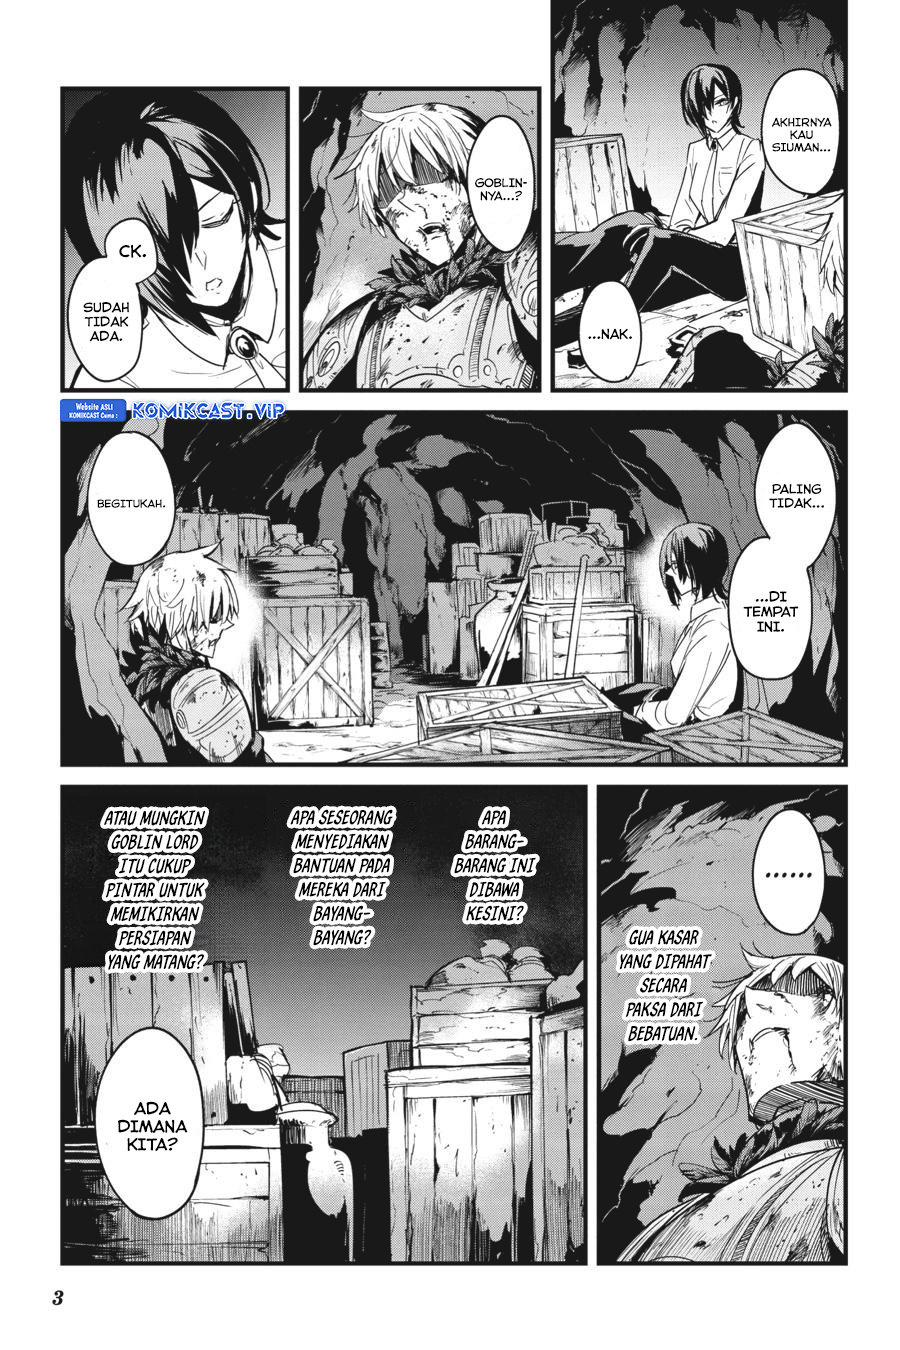 AKHIRNYA
KAU
SIUMAN...
...NAK.
GOBLIN-
NYA...?
CK.
SUDAH
TIDAK
ADA.
Website ASLI
KOMIKCAST Cuma :
KOMIKCAST.VIP
PALING
TIDAK...
...DI
TEMPAT
INI.
BEGITUKAH.
......
GUA KASAR
YANG DIPAHAT
SECARA
PAKSA DARI
BEBATUAN.
APA
BARANG-
BARANG INI
DIBAWA
KESINI?
APA SESEORANG
MENYEDIAKAN
BANTUAN PADA
MEREKA DARI
BAYANG-
BAYANG?
ATAU MUNGKIN
GOBLIN LORD
ITU CUKUP
PINTAR UNTUK
MEMIKIRKAN
PERSIAPAN
YANG MATANG?
ADA
DIMANA
KITA?
3